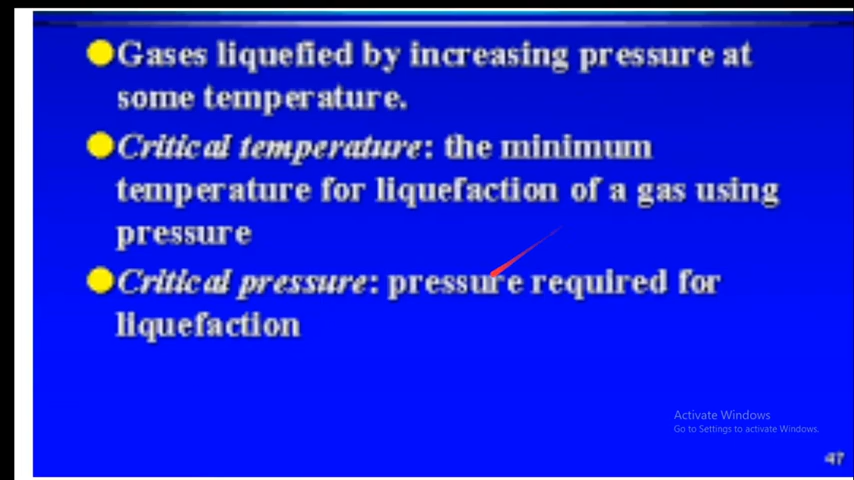 Gases liquefied by increasing pressure at
some temperature.
Critical temperature: the minimum
temperature for liquefaction of a gas using
pressure
Critical pressure: pressure required for
liquefaction
Activate Windows
Go to Settings to activate Windows.
47